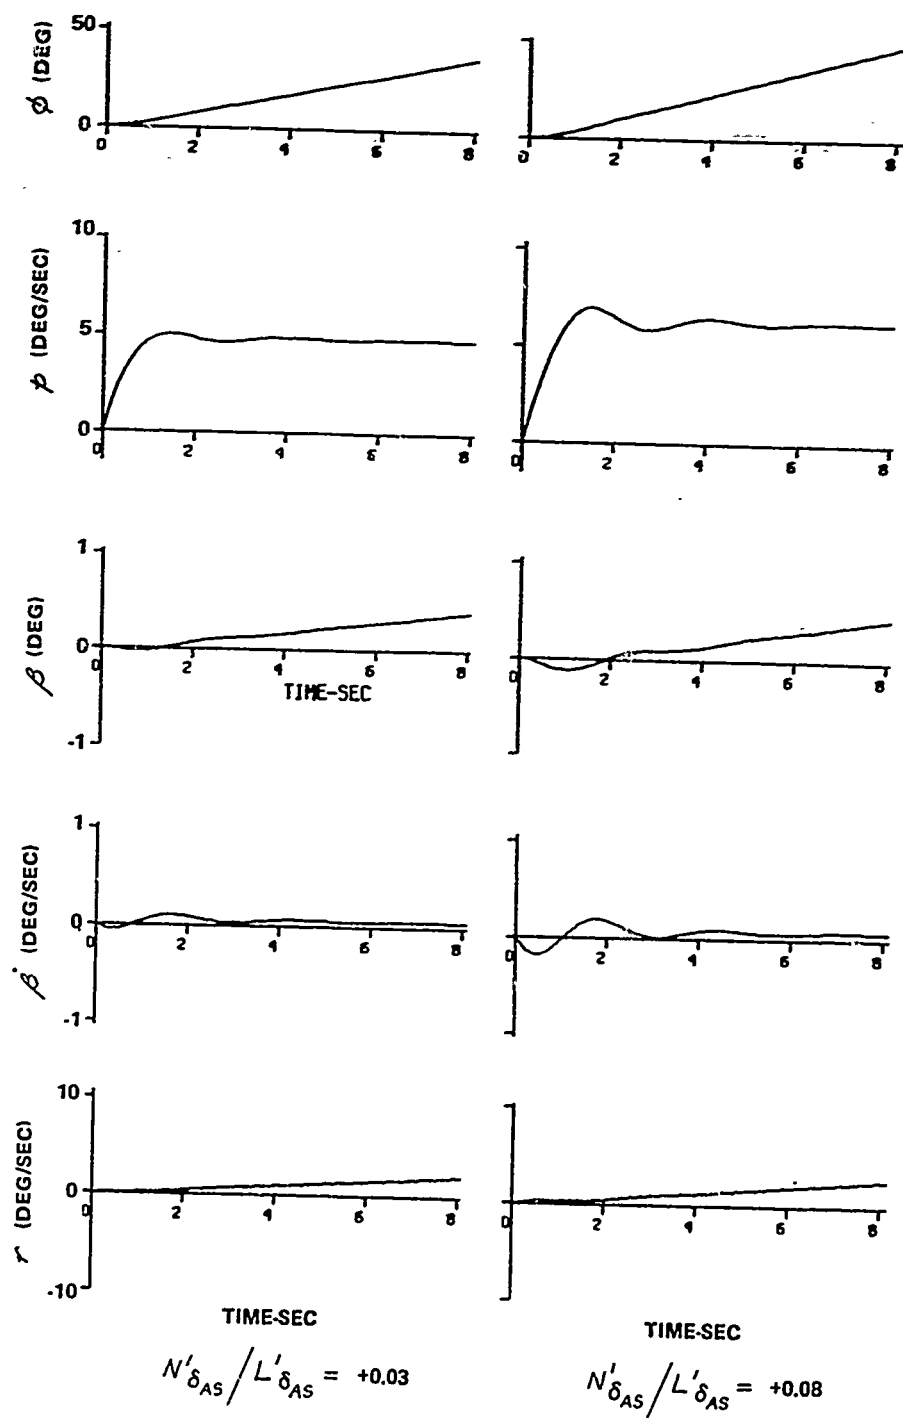 50
φ (DEG)
0
0 2 4 6 8
0 2 4 6 8
10
p (DEG/SEC)
5
0
0 2 4 6 8
0 2 4 6 8
1
β (DEG)
0
0 2 4 6 8
TIME-SEC
-1
0 2 4 6 8
1
β̇ (DEG/SEC)
0
0 2 4 6 8
-1
0 2 4 6 8
10
r (DEG/SEC)
0
0 2 4 6 8
-10
0 2 4 6 8
TIME-SEC
TIME-SEC
N'δAS / L'δAS = +0.03
N'δAS / L'δAS = +0.08